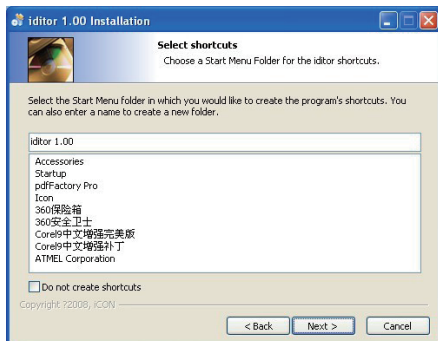 iditor 1.00 Installation
Select shortcuts
Choose a Start Menu Folder for the iditor shortcuts.
Select the Start Menu folder in which you would like to create the program's shortcuts. You
can also enter a name to create a new folder.
iditor 1.00
Accessories
Startup
pdfFactory Pro
Icon
360保险箱
360安全卫士
Corel9中文增强完美版
Corel9中文增强补丁
ATMEL Corporation
Do not create shortcuts
Copyright ?2008, iCON
< Back
Next >
Cancel